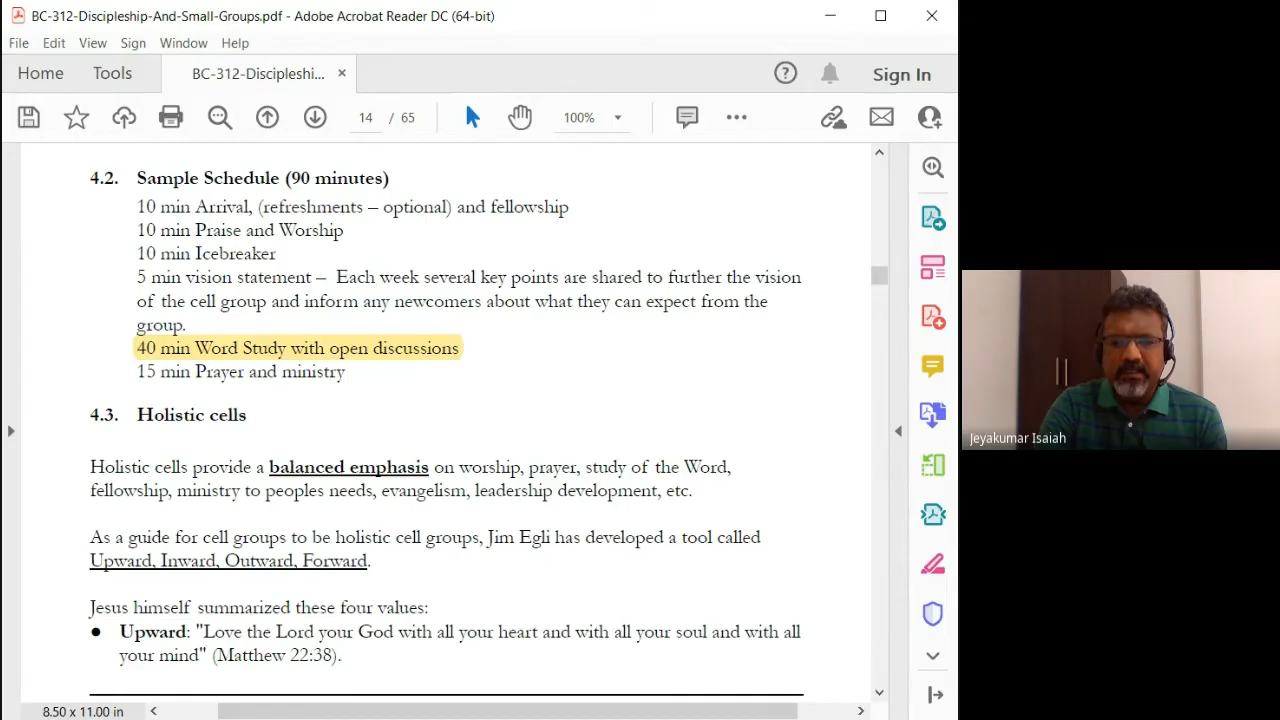 BC-312-Discipleship-And-Small-Groups.pdf - Adobe Acrobat Reader DC (64-bit)
File Edit View Sign Window Help
Home Tools BC-312-Discipleshi... × Sign In
14 / 65 100%
4.2. Sample Schedule (90 minutes)
10 min Arrival, (refreshments – optional) and fellowship
10 min Praise and Worship
10 min Icebreaker
5 min vision statement – Each week several key points are shared to further the vision
of the cell group and inform any newcomers about what they can expect from the
group.
40 min Word Study with open discussions
15 min Prayer and ministry
4.3. Holistic cells
Holistic cells provide a balanced emphasis on worship, prayer, study of the Word,
fellowship, ministry to peoples needs, evangelism, leadership development, etc.
As a guide for cell groups to be holistic cell groups, Jim Egli has developed a tool called
Upward, Inward, Outward, Forward.
Jesus himself summarized these four values:
● Upward: "Love the Lord your God with all your heart and with all your soul and with all
your mind" (Matthew 22:38).
8.50 x 11.00 in
Jeyakumar Isaiah